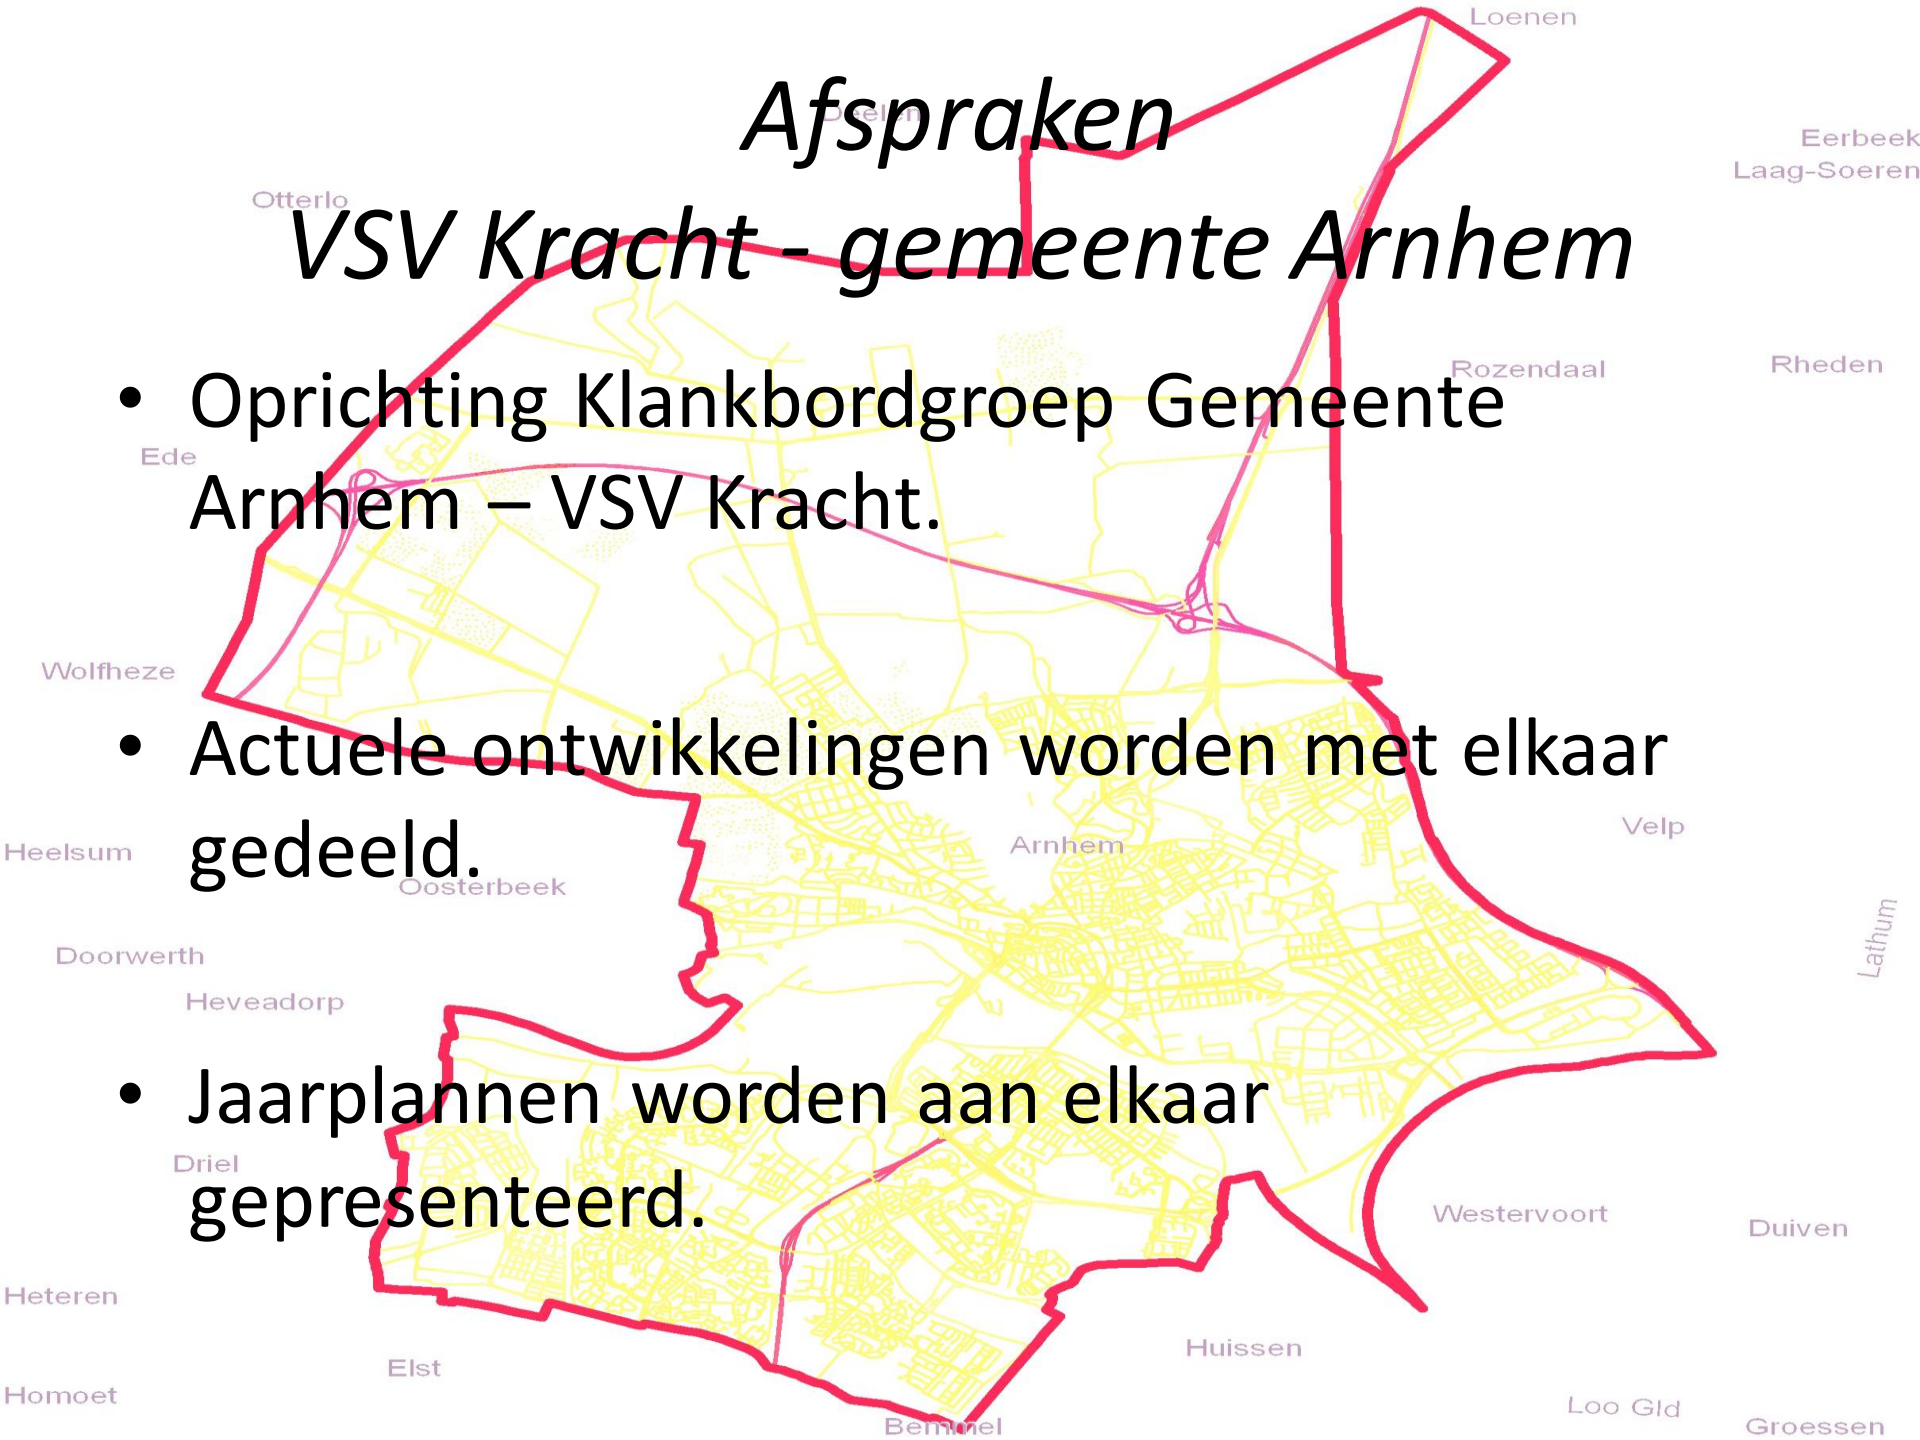 Loenen
Deelen
Afspraken
Eerbeek
Laag-Soeren
Otterlo
VSV Kracht - gemeente Arnhem
Rozendaal
Rheden
• Oprichting Klankbordgroep Gemeente
Arnhem – VSV Kracht.
Ede
Wolfheze
• Actuele ontwikkelingen worden met elkaar
gedeeld.
Velp
Arnhem
Heelsum
Oosterbeek
Lathum
Doorwerth
Heveadorp
• Jaarplannen worden aan elkaar
gepresenteerd.
Driel
Westervoort
Duiven
Heteren
Huissen
Elst
Homoet
Loo Gld
Bemmel
Groessen